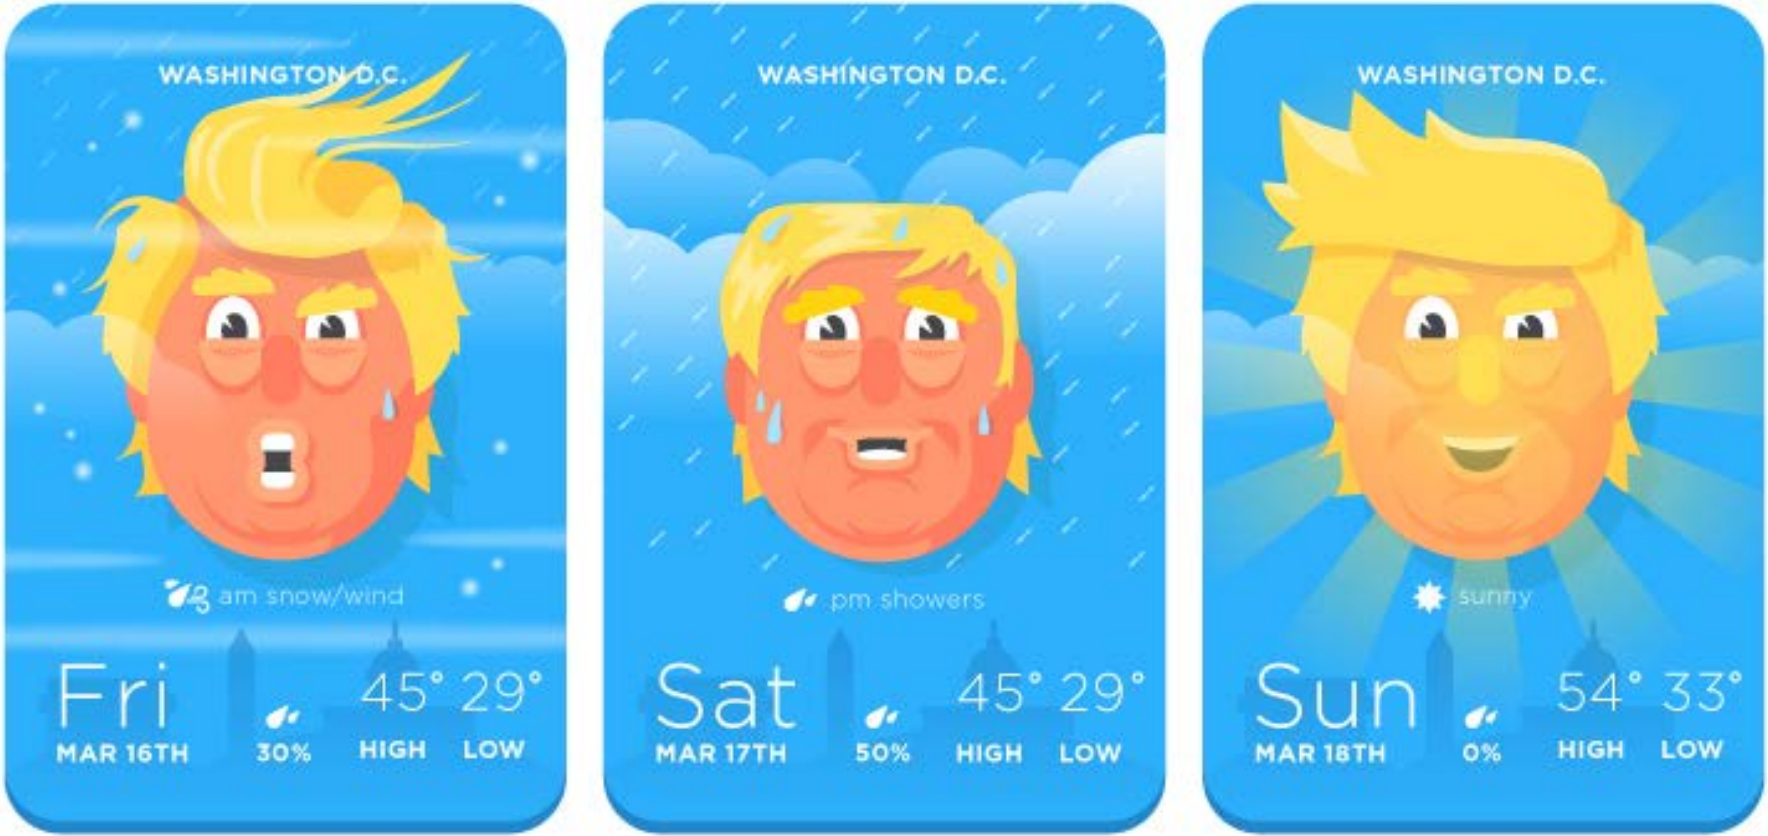 WASHINGTON D.C.
am snow/wind
Fri
45° 29°
MAR 16TH
30%
HIGH LOW
WASHINGTON D.C.
pm showers
Sat
45° 29°
MAR 17TH
50%
HIGH LOW
WASHINGTON D.C.
sunny
Sun
54° 33°
MAR 18TH
0%
HIGH LOW